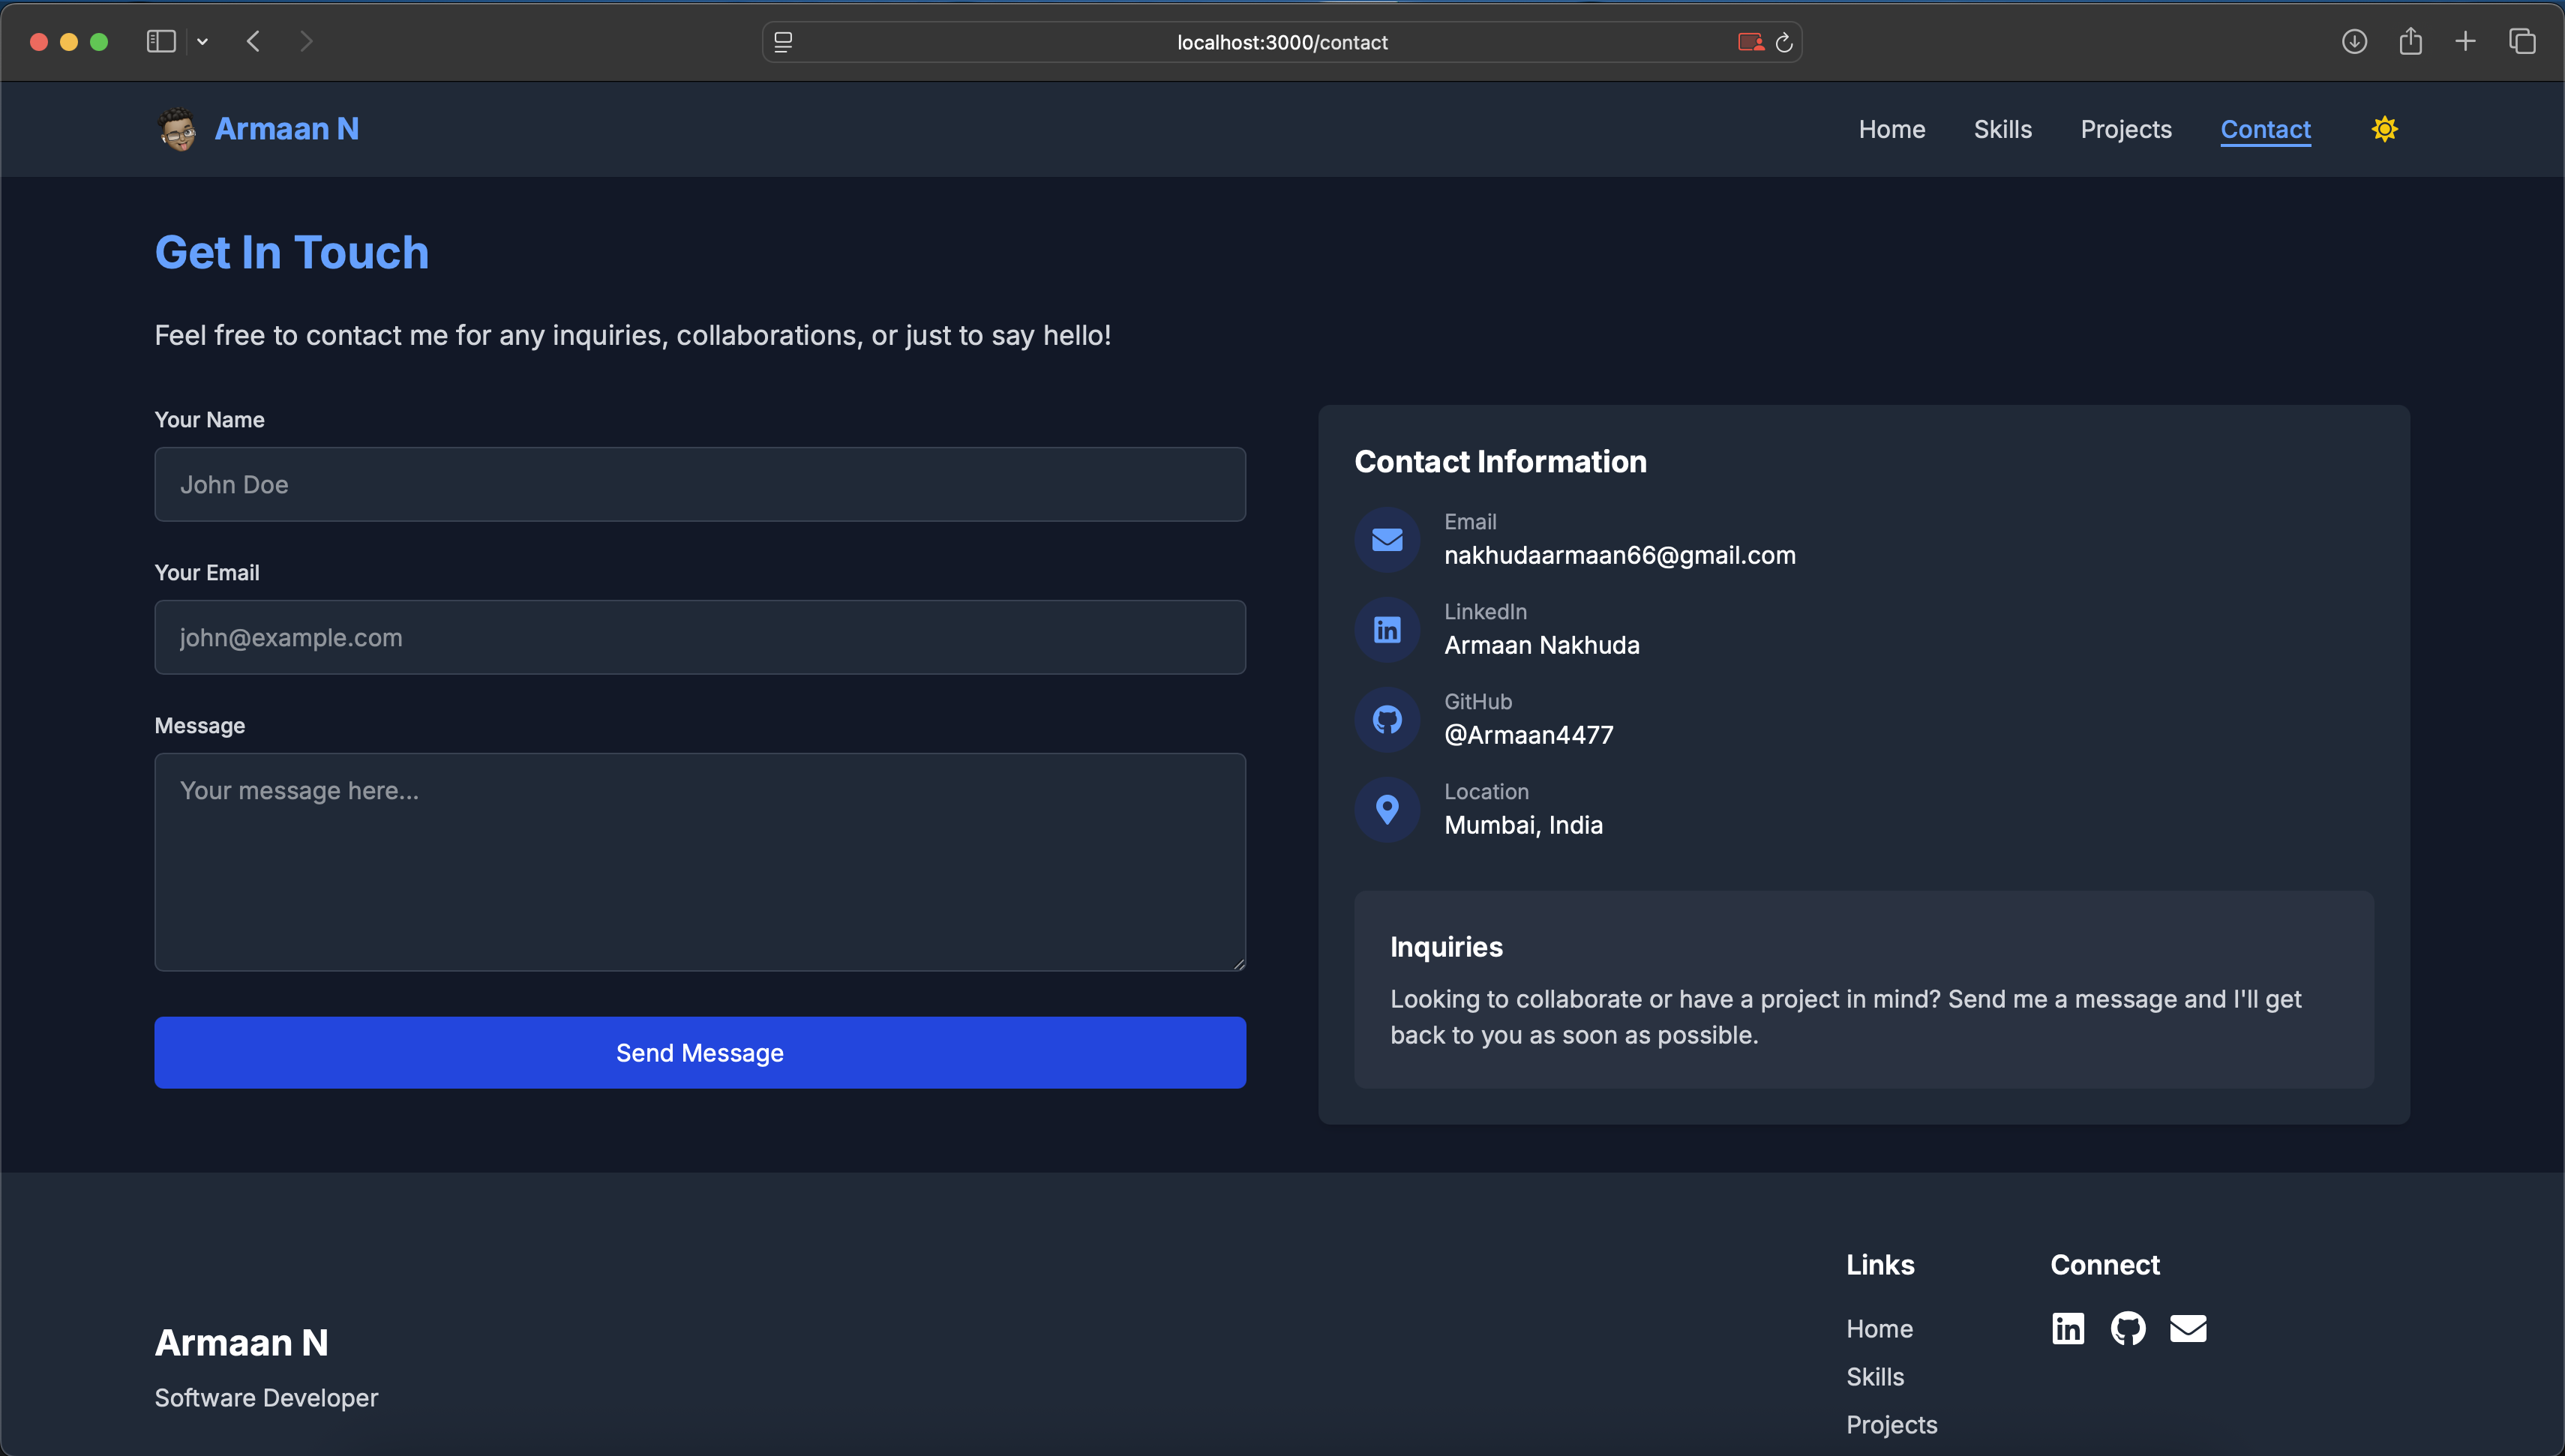 localhost:3000/contact
Armaan N
Home
Skills
Projects
Contact
Get In Touch
Feel free to contact me for any inquiries, collaborations, or just to say hello!
Your Name
John Doe
Your Email
john@example.com
Message
Your message here...
Send Message
Contact Information
Email
nakhudaarmaan66@gmail.com
LinkedIn
Armaan Nakhuda
GitHub
@Armaan4477
Location
Mumbai, India
Inquiries
Looking to collaborate or have a project in mind? Send me a message and I'll get
back to you as soon as possible.
Armaan N
Software Developer
Links
Home
Skills
Projects
Connect